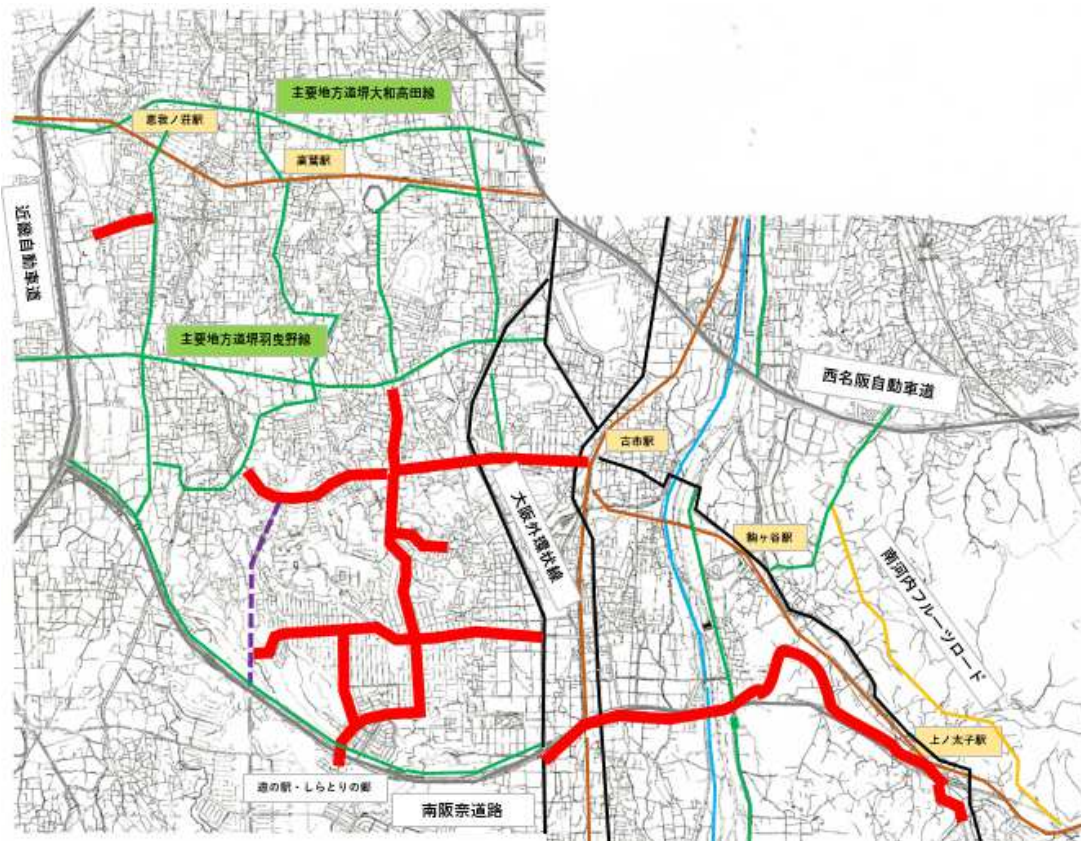 主要地方道堺大和高田線
恵我ノ荘駅
高鷲駅
近畿自動車道
主要地方道堺羽曳野線
西名阪自動車道
古市駅
大阪外環状線
駒ヶ谷駅
南河内フルーツロード
上ノ太子駅
道の駅・しらとりの郷
南阪奈道路